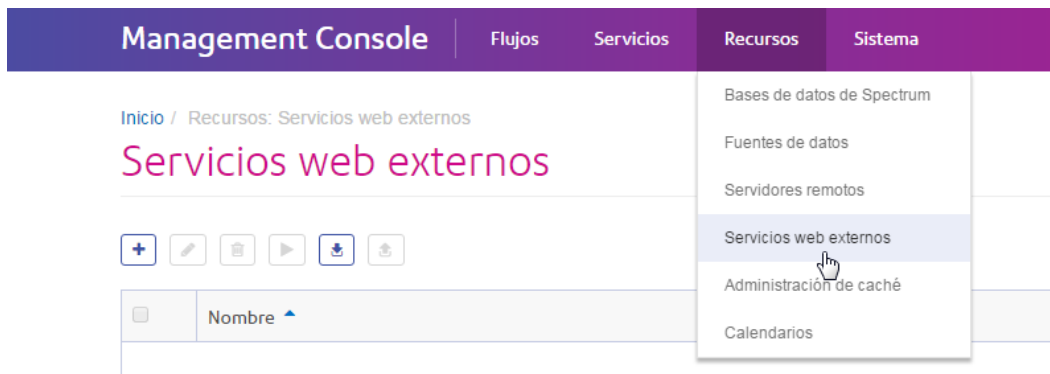 Management Console Flujos Servicios Recursos Sistema
Bases de datos de Spectrum
Fuentes de datos
Servidores remotos
Servicios web externos
Administración de caché
Calendarios
Inicio / Recursos: Servicios web externos
Servicios web externos
Nombre